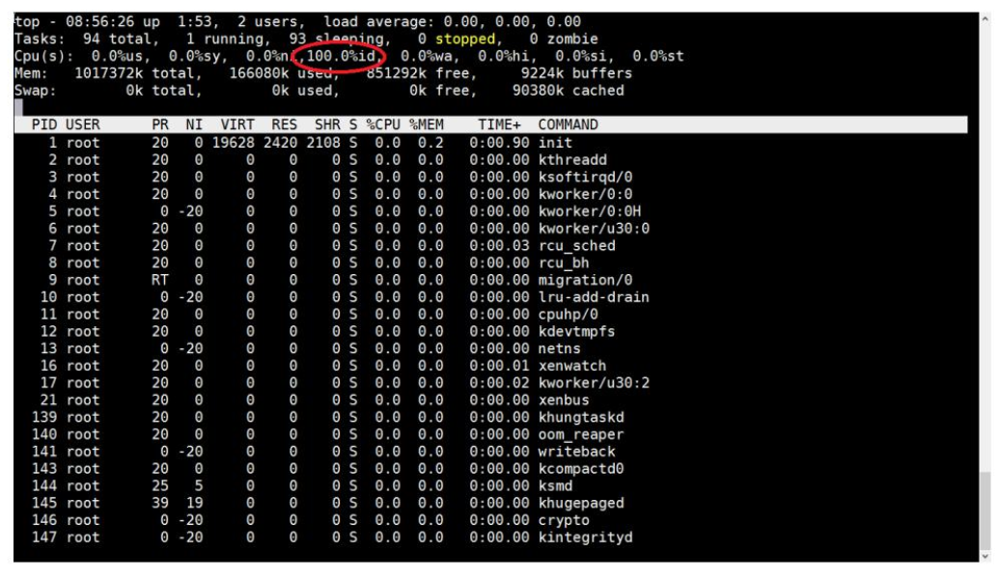 top - 08:56:26 up  1:53,  2 users,  load average: 0.00, 0.00, 0.00
Tasks:  94 total,   1 running,  93 sleeping,   0 stopped,   0 zombie
Cpu(s):  0.0%us,  0.0%sy,  0.0%ni,100.0%id,  0.0%wa,  0.0%hi,  0.0%si,  0.0%st
Mem:   1017372k total,   166080k used,   851292k free,     9224k buffers
Swap:        0k total,        0k used,        0k free,    90380k cached
PID USER      PR  NI  VIRT  RES  SHR S %CPU %MEM    TIME+  COMMAND
1 root      20   0 19628 2420 2108 S  0.0  0.2   0:00.90 init
2 root      20   0     0    0    0 S  0.0  0.0   0:00.00 kthreadd
3 root      20   0     0    0    0 S  0.0  0.0   0:00.00 ksoftirqd/0
4 root      20   0     0    0    0 S  0.0  0.0   0:00.00 kworker/0:0
5 root       0 -20     0    0    0 S  0.0  0.0   0:00.00 kworker/0:0H
6 root      20   0     0    0    0 S  0.0  0.0   0:00.00 kworker/u30:0
7 root      20   0     0    0    0 S  0.0  0.0   0:00.03 rcu_sched
8 root      20   0     0    0    0 S  0.0  0.0   0:00.00 rcu_bh
9 root      RT   0     0    0    0 S  0.0  0.0   0:00.00 migration/0
10 root       0 -20     0    0    0 S  0.0  0.0   0:00.00 lru-add-drain
11 root      20   0     0    0    0 S  0.0  0.0   0:00.00 cpuhp/0
12 root      20   0     0    0    0 S  0.0  0.0   0:00.00 kdevtmpfs
13 root       0 -20     0    0    0 S  0.0  0.0   0:00.00 netns
16 root      20   0     0    0    0 S  0.0  0.0   0:00.01 xenwatch
17 root      20   0     0    0    0 S  0.0  0.0   0:00.02 kworker/u30:2
21 root      20   0     0    0    0 S  0.0  0.0   0:00.00 xenbus
139 root      20   0     0    0    0 S  0.0  0.0   0:00.00 khungtaskd
140 root      20   0     0    0    0 S  0.0  0.0   0:00.00 oom_reaper
141 root       0 -20     0    0    0 S  0.0  0.0   0:00.00 writeback
143 root      20   0     0    0    0 S  0.0  0.0   0:00.00 kcompactd0
144 root      25   5     0    0    0 S  0.0  0.0   0:00.00 ksmd
145 root      39  19     0    0    0 S  0.0  0.0   0:00.00 khugepaged
146 root       0 -20     0    0    0 S  0.0  0.0   0:00.00 crypto
147 root       0 -20     0    0    0 S  0.0  0.0   0:00.00 kintegrityd